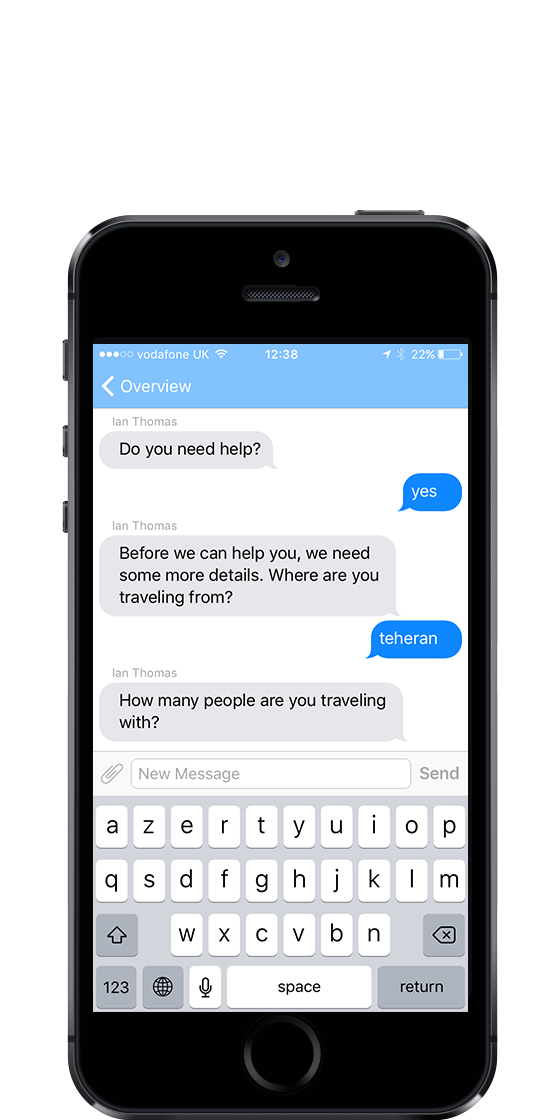 vodafone UK 12:38 22%
Overview
Ian Thomas
Do you need help?
yes
Ian Thomas
Before we can help you, we need
some more details. Where are you
traveling from?
teheran
Ian Thomas
How many people are you traveling
with?
New Message Send
a z e r t y u i o p
q s d f g h j k l m
w x c v b n
123 space return